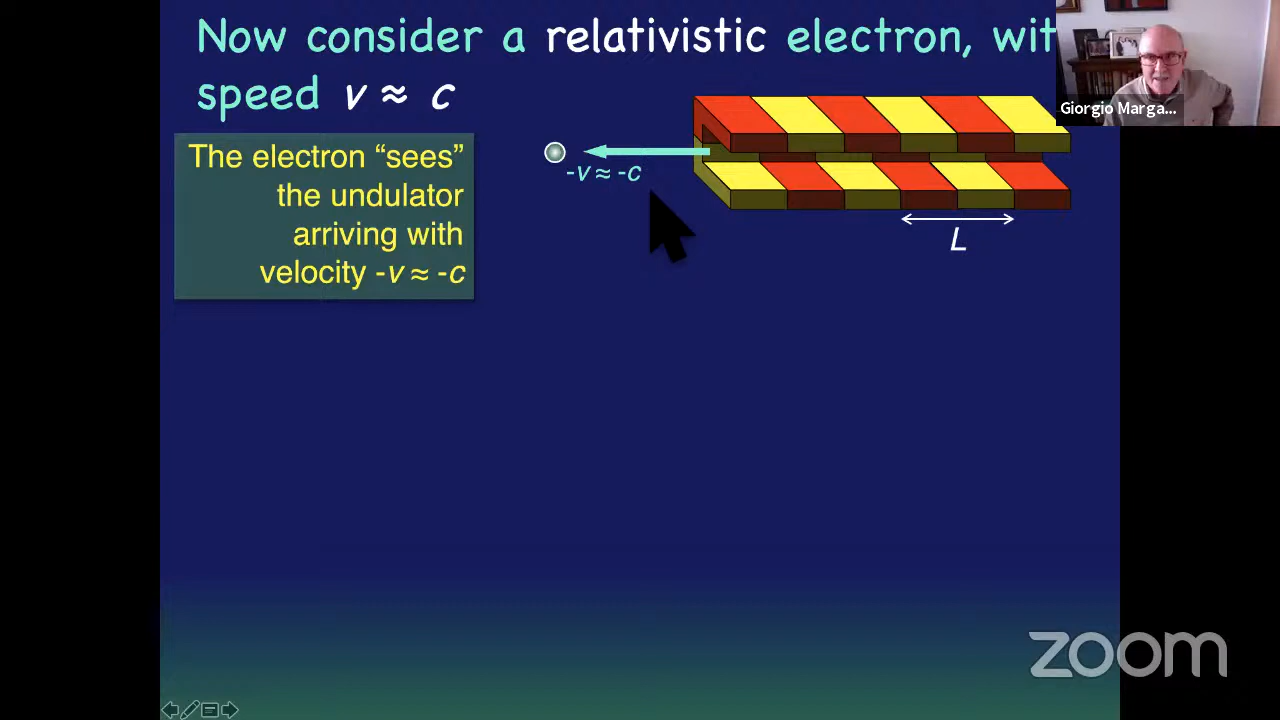 Now consider a relativistic electron, wit
speed v ≈ c
Giorgio Marga...
The electron “sees”
the undulator
arriving with
velocity -v ≈ -c
-v ≈ -c
L
zoom